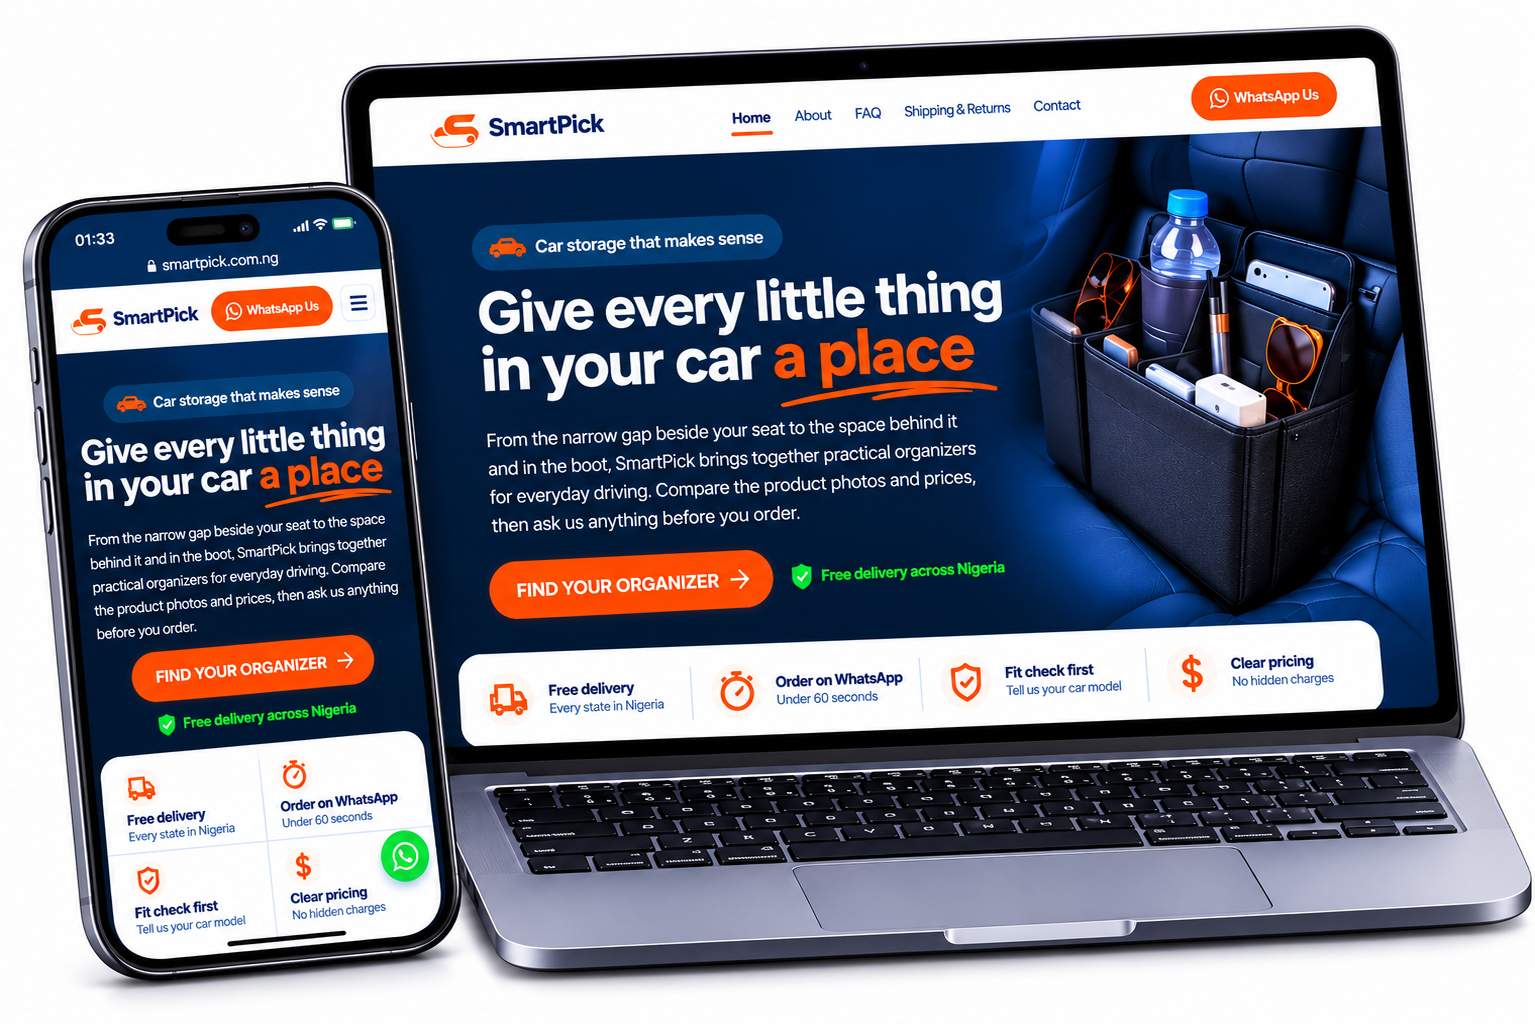 01:33
smartpick.com.ng
SmartPick
WhatsApp Us
Car storage that makes sense
Give every little thing
in your car a place
From the narrow gap beside your seat to the space
behind it and in the boot, SmartPick brings together
practical organizers for everyday driving. Compare
the product photos and prices, then ask us anything
before you order.
FIND YOUR ORGANIZER
Free delivery across Nigeria
Free delivery
Every state in Nigeria
Order on WhatsApp
Under 60 seconds
Fit check first
Tell us your car model
Clear pricing
No hidden charges
SmartPick
Home
About
FAQ
Shipping & Returns
Contact
WhatsApp Us
Car storage that makes sense
Give every little thing
in your car a place
From the narrow gap beside your seat to the space behind it
and in the boot, SmartPick brings together practical organizers
for everyday driving. Compare the product photos and prices,
then ask us anything before you order.
FIND YOUR ORGANIZER
Free delivery across Nigeria
Free delivery
Every state in Nigeria
Order on WhatsApp
Under 60 seconds
Fit check first
Tell us your car model
Clear pricing
No hidden charges